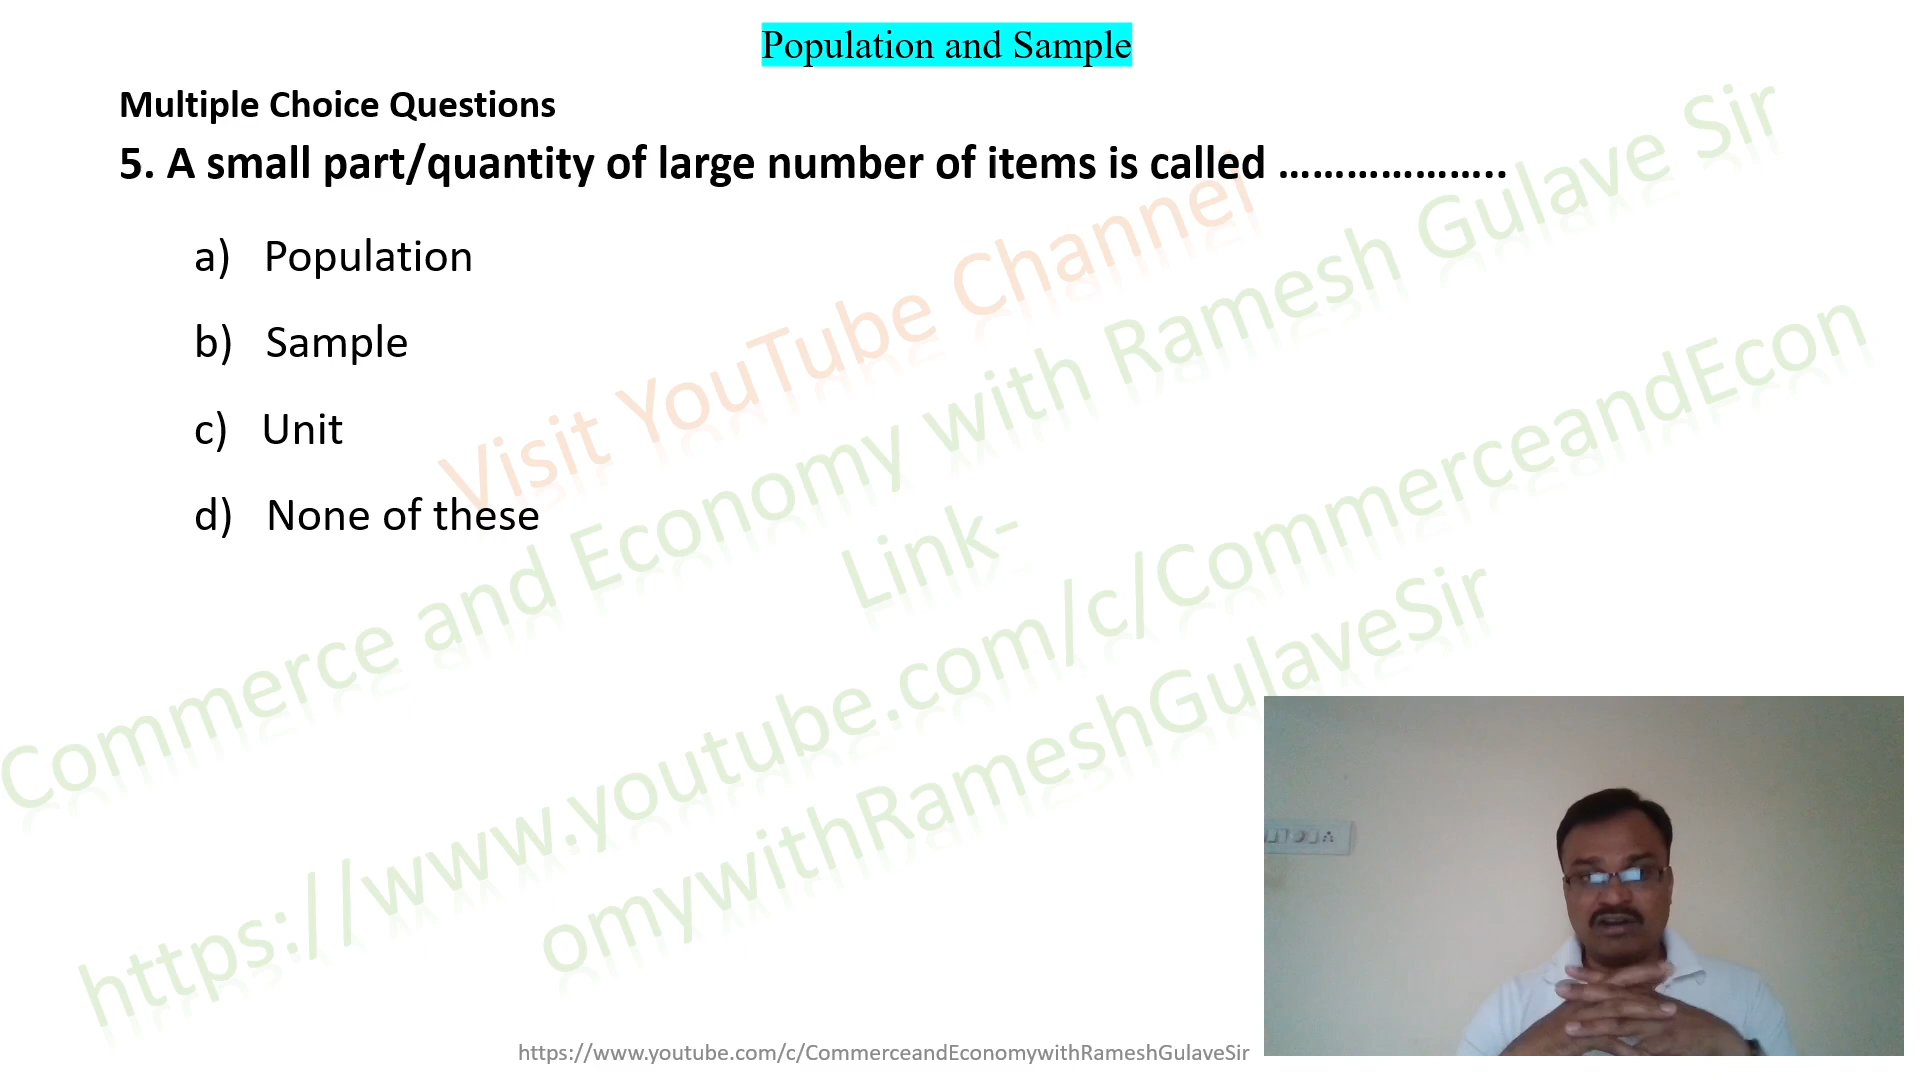 Population and Sample
Multiple Choice Questions
5. A small part/quantity of large number of items is called ………………..
a) Population
b) Sample
c) Unit
d) None of these
Visit YouTube Channel
Commerce and Economy with Ramesh Gulave Sir
Link-
https://www.youtube.com/c/CommerceandEcon
omywithRameshGulaveSir
https://www.youtube.com/c/CommerceandEconomywithRameshGulaveSir